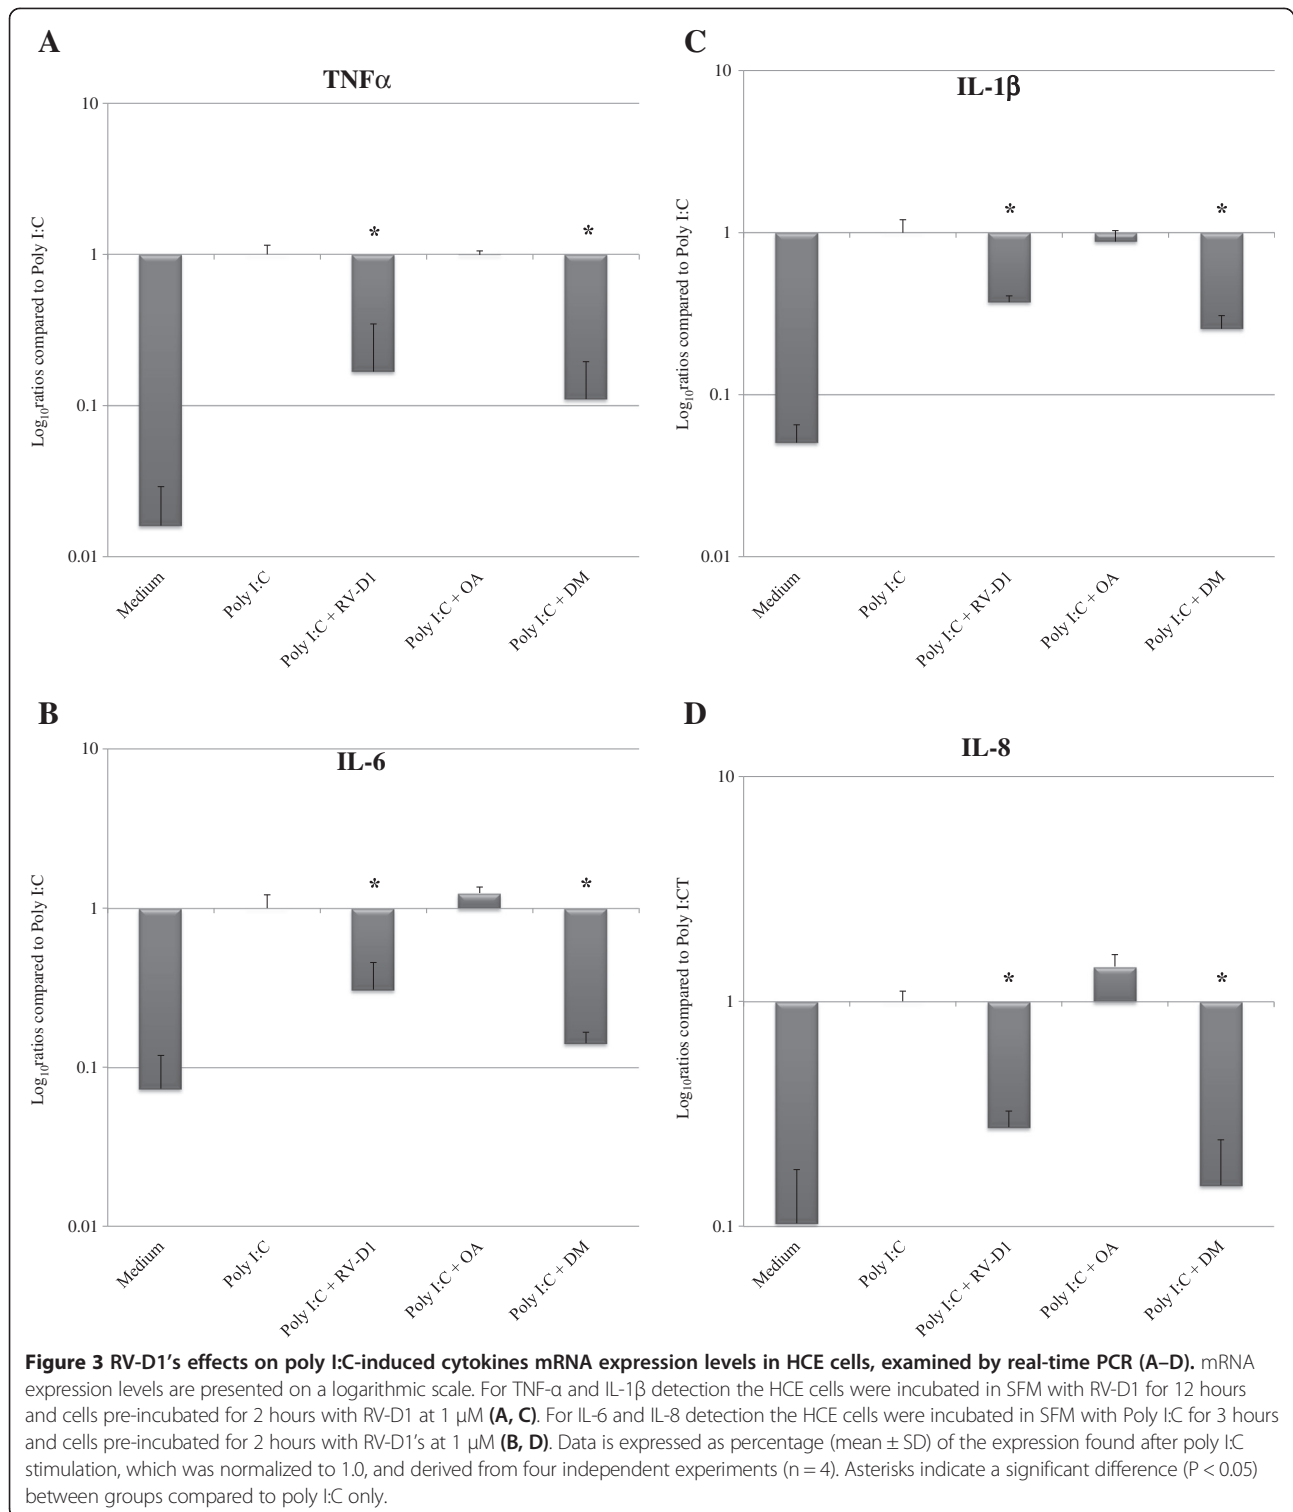 A
TNFα
Log10ratios compared to Poly I:C
10
1
0.1
0.01
*
*
Medium
Poly I:C
Poly I:C + RV-D1
Poly I:C + OA
Poly I:C + DM
C
IL-1β
Log10ratios compared to Poly I:C
10
1
0.1
0.01
*
*
Medium
Poly I:C
Poly I:C + RV-D1
Poly I:C + OA
Poly I:C + DM
B
IL-6
Log10ratios compared to Poly I:C
10
1
0.1
0.01
*
*
Medium
Poly I:C
Poly I:C + RV-D1
Poly I:C + OA
Poly I:C + DM
D
IL-8
Log10ratios compared to Poly I:CT
10
1
0.1
*
*
Medium
Poly I:C
Poly I:C + RV-D1
Poly I:C + OA
Poly I:C + DM
Figure 3 RV-D1's effects on poly I:C-induced cytokines mRNA expression levels in HCE cells, examined by real-time PCR (A–D). mRNA
expression levels are presented on a logarithmic scale. For TNF-α and IL-1β detection the HCE cells were incubated in SFM with RV-D1 for 12 hours
and cells pre-incubated for 2 hours with RV-D1 at 1 μM (A, C). For IL-6 and IL-8 detection the HCE cells were incubated in SFM with Poly I:C for 3 hours
and cells pre-incubated for 2 hours with RV-D1's at 1 μM (B, D). Data is expressed as percentage (mean ± SD) of the expression found after poly I:C
stimulation, which was normalized to 1.0, and derived from four independent experiments (n = 4). Asterisks indicate a significant difference (P < 0.05)
between groups compared to poly I:C only.